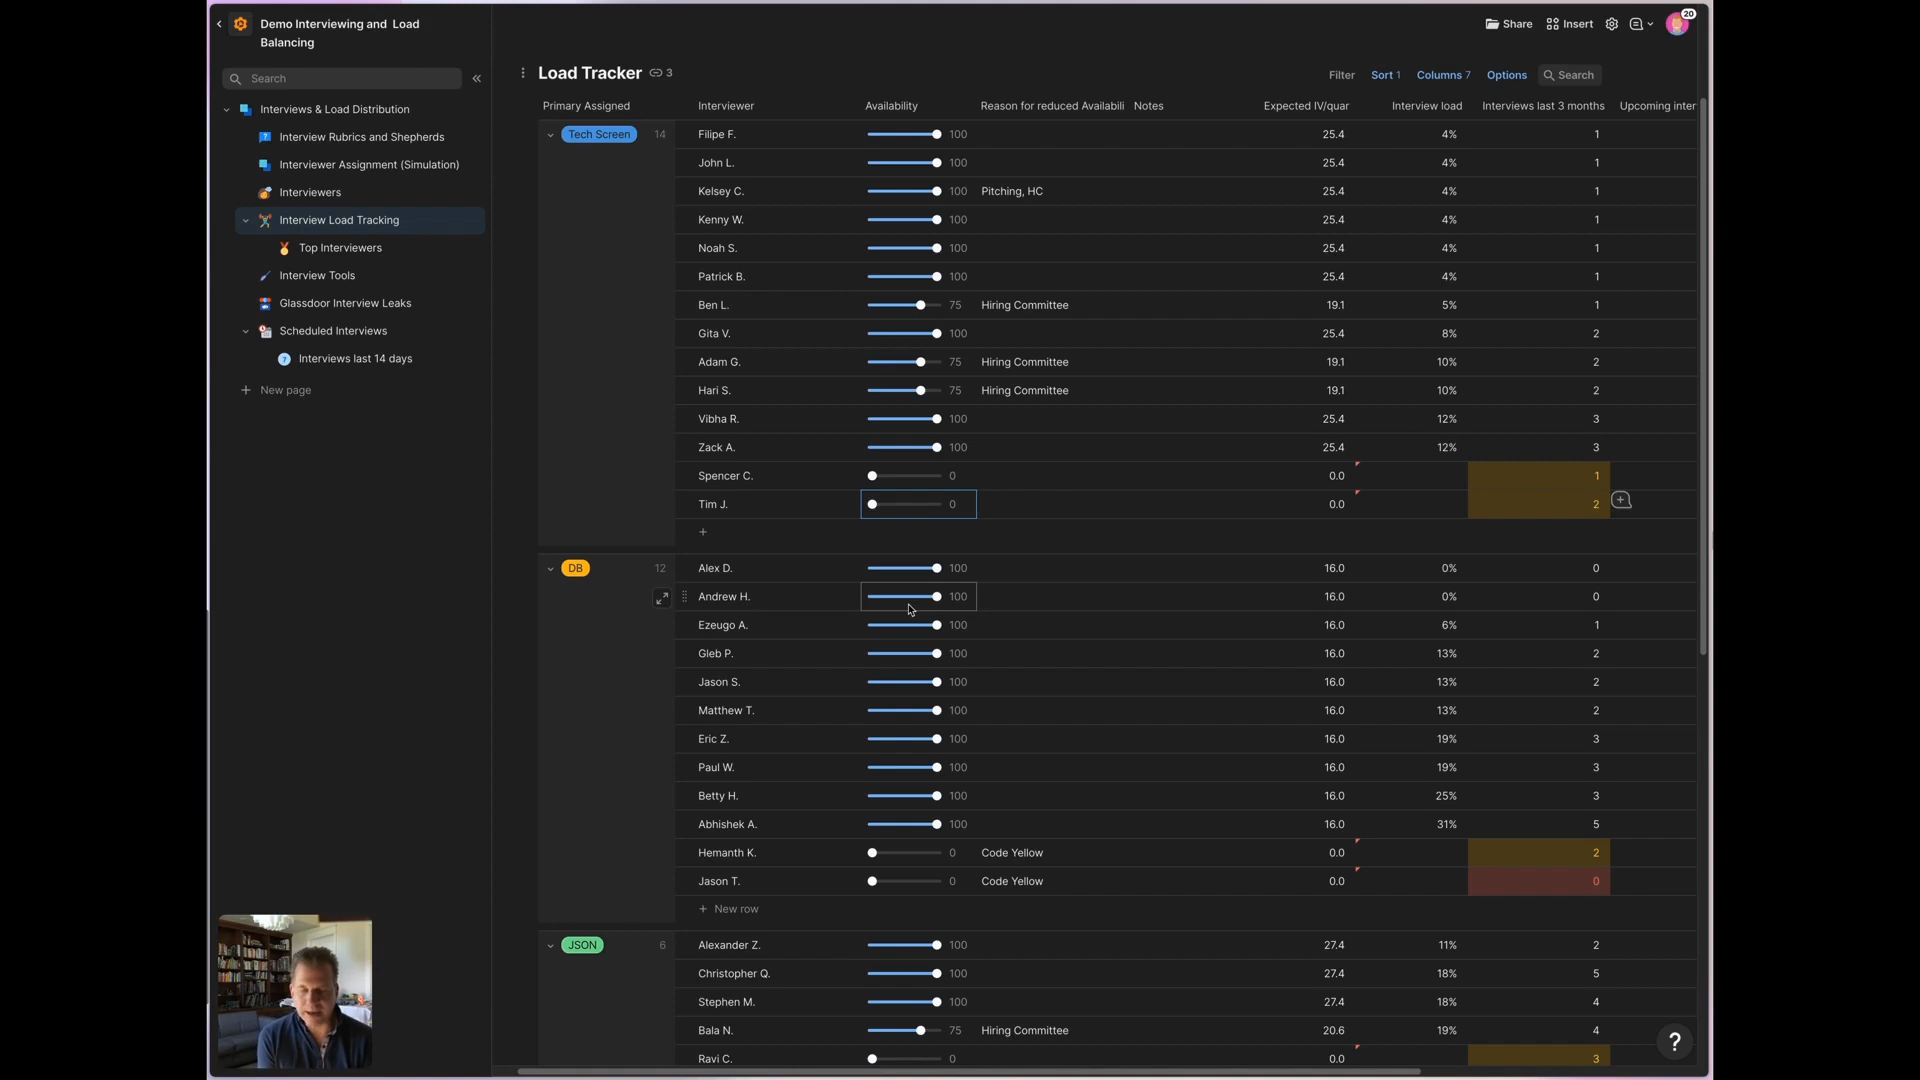 Demo Interviewing and Load
Balancing
Search
Interviews & Load Distribution
Interview Rubrics and Shepherds
Interviewer Assignment (Simulation)
Interviewers
Interview Load Tracking
Top Interviewers
Interview Tools
Glassdoor Interview Leaks
Scheduled Interviews
7 Interviews last 14 days
+ New page
Share Insert 20
Load Tracker 3
Filter Sort 1 Columns 7 Options Search
Primary Assigned Interviewer Availability Reason for reduced Availabili Notes Expected IV/quar Interview load Interviews last 3 months Upcoming inter
Tech Screen 14 Filipe F. 100 25.4 4% 1
John L. 100 25.4 4% 1
Kelsey C. 100 Pitching, HC 25.4 4% 1
Kenny W. 100 25.4 4% 1
Noah S. 100 25.4 4% 1
Patrick B. 100 25.4 4% 1
Ben L. 75 Hiring Committee 19.1 5% 1
Gita V. 100 25.4 8% 2
Adam G. 75 Hiring Committee 19.1 10% 2
Hari S. 75 Hiring Committee 19.1 10% 2
Vibha R. 100 25.4 12% 3
Zack A. 100 25.4 12% 3
Spencer C. 0 0.0 1
Tim J. 0 0.0 2
+
DB 12 Alex D. 100 16.0 0% 0
Andrew H. 100 16.0 0% 0
Ezeugo A. 100 16.0 6% 1
Gleb P. 100 16.0 13% 2
Jason S. 100 16.0 13% 2
Matthew T. 100 16.0 13% 2
Eric Z. 100 16.0 19% 3
Paul W. 100 16.0 19% 3
Betty H. 100 16.0 25% 3
Abhishek A. 100 16.0 31% 5
Hemanth K. 0 Code Yellow 0.0 2
Jason T. 0 Code Yellow 0.0 0
+ New row
JSON 6 Alexander Z. 100 27.4 11% 2
Christopher Q. 100 27.4 18% 5
Stephen M. 100 27.4 18% 4
Bala N. 75 Hiring Committee 20.6 19% 4
Ravi C. 0 0.0 3
?